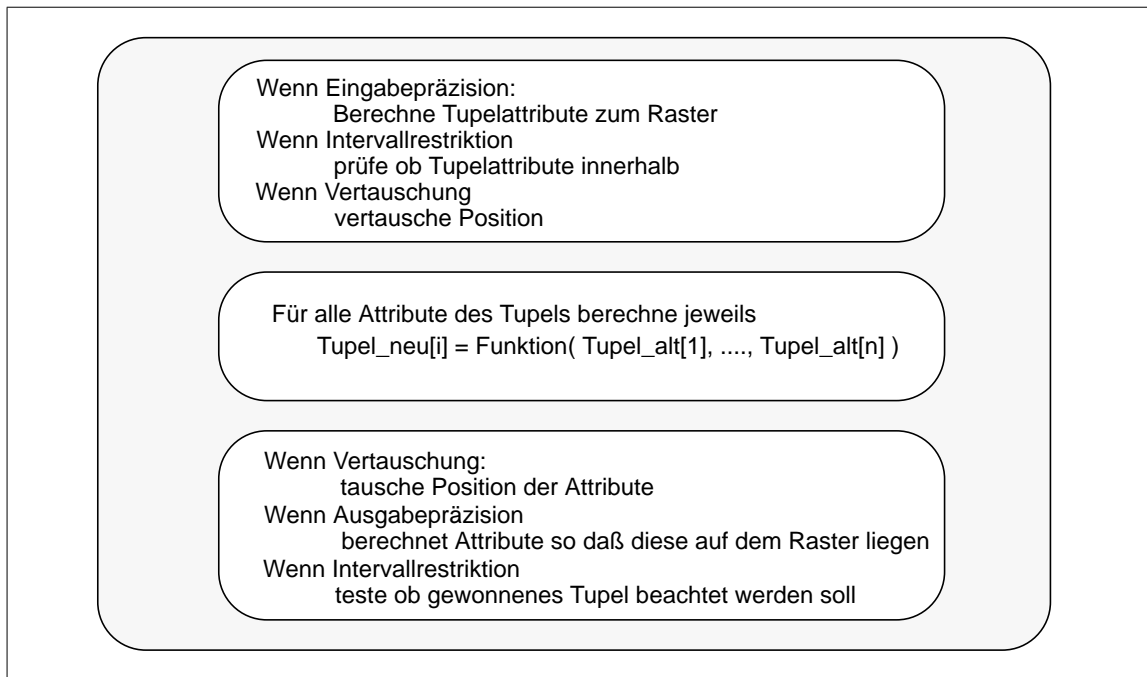 Wenn Eingabepräzision:
Berechne Tupelattribute zum Raster
Wenn Intervallrestriktion
prüfe ob Tupelattribute innerhalb
Wenn Vertauschung
vertausche Position
Für alle Attribute des Tupels berechne jeweils
Tupel_neu[i] = Funktion( Tupel_alt[1], ...., Tupel_alt[n] )
Wenn Vertauschung:
tausche Position der Attribute
Wenn Ausgabepräzision
berechnet Attribute so daß diese auf dem Raster liegen
Wenn Intervallrestriktion
teste ob gewonnenes Tupel beachtet werden soll